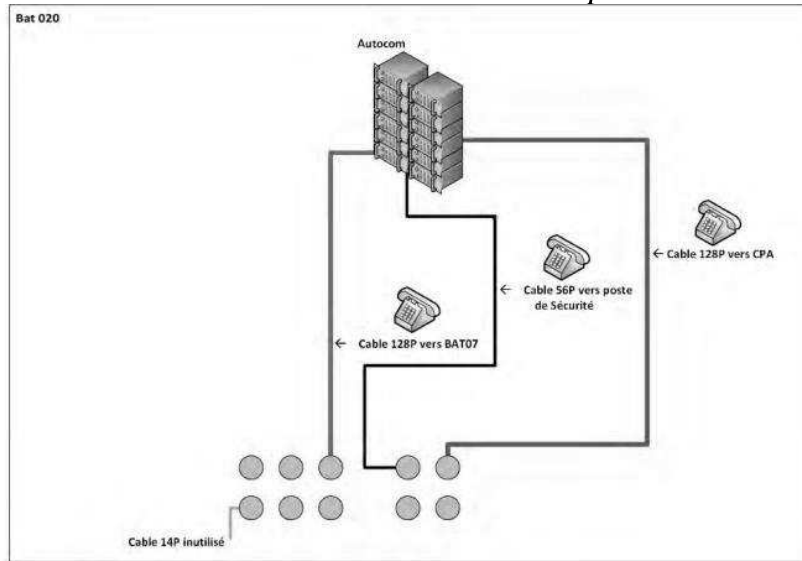 Bat 020
Autocom
Cable 128P vers CPA
Cable 56P vers poste
de Sécurité
Cable 128P vers BAT07
Cable 14P inutilisé